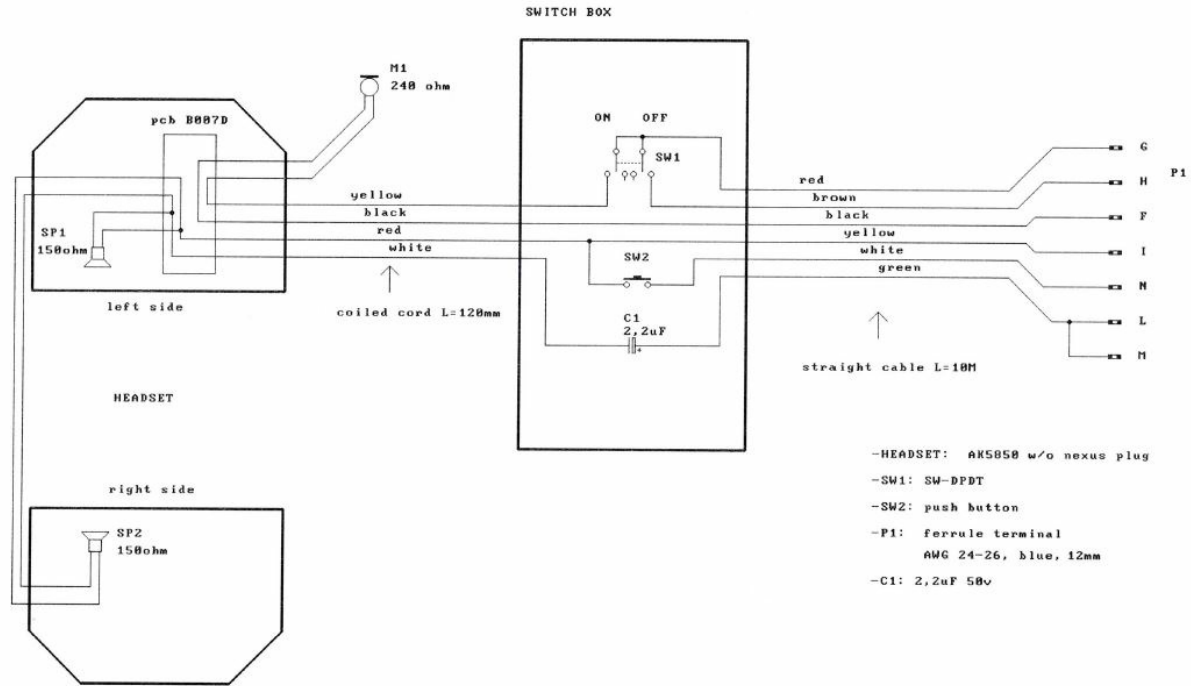 SWITCH BOX
M1
240 ohm
pcb B007D
ON OFF
SW1
G
P1
red
H
yellow
brown
black
black
F
SP1
red
yellow
150ohm
white
SW2
white
I
green
N
left side
coiled cord L=120mm
C1
2,2uF
L
straight cable L=10M
M
HEADSET
-HEADSET: AK5850 w/o nexus plug
right side
-SW1: SW-DPDT
-SW2: push button
SP2
-P1: ferrule terminal
150ohm
AWG 24-26, blue, 12mm
-C1: 2,2uF 50v